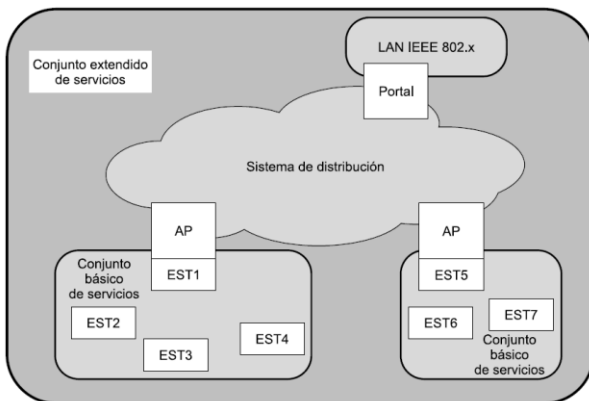 LAN IEEE 802.x
Conjunto extendido
de servicios
Portal
Sistema de distribución
AP
AP
Conjunto
básico
de servicios
EST1
EST5
EST2
EST3
EST4
EST6
EST7
Conjunto
básico
de servicios